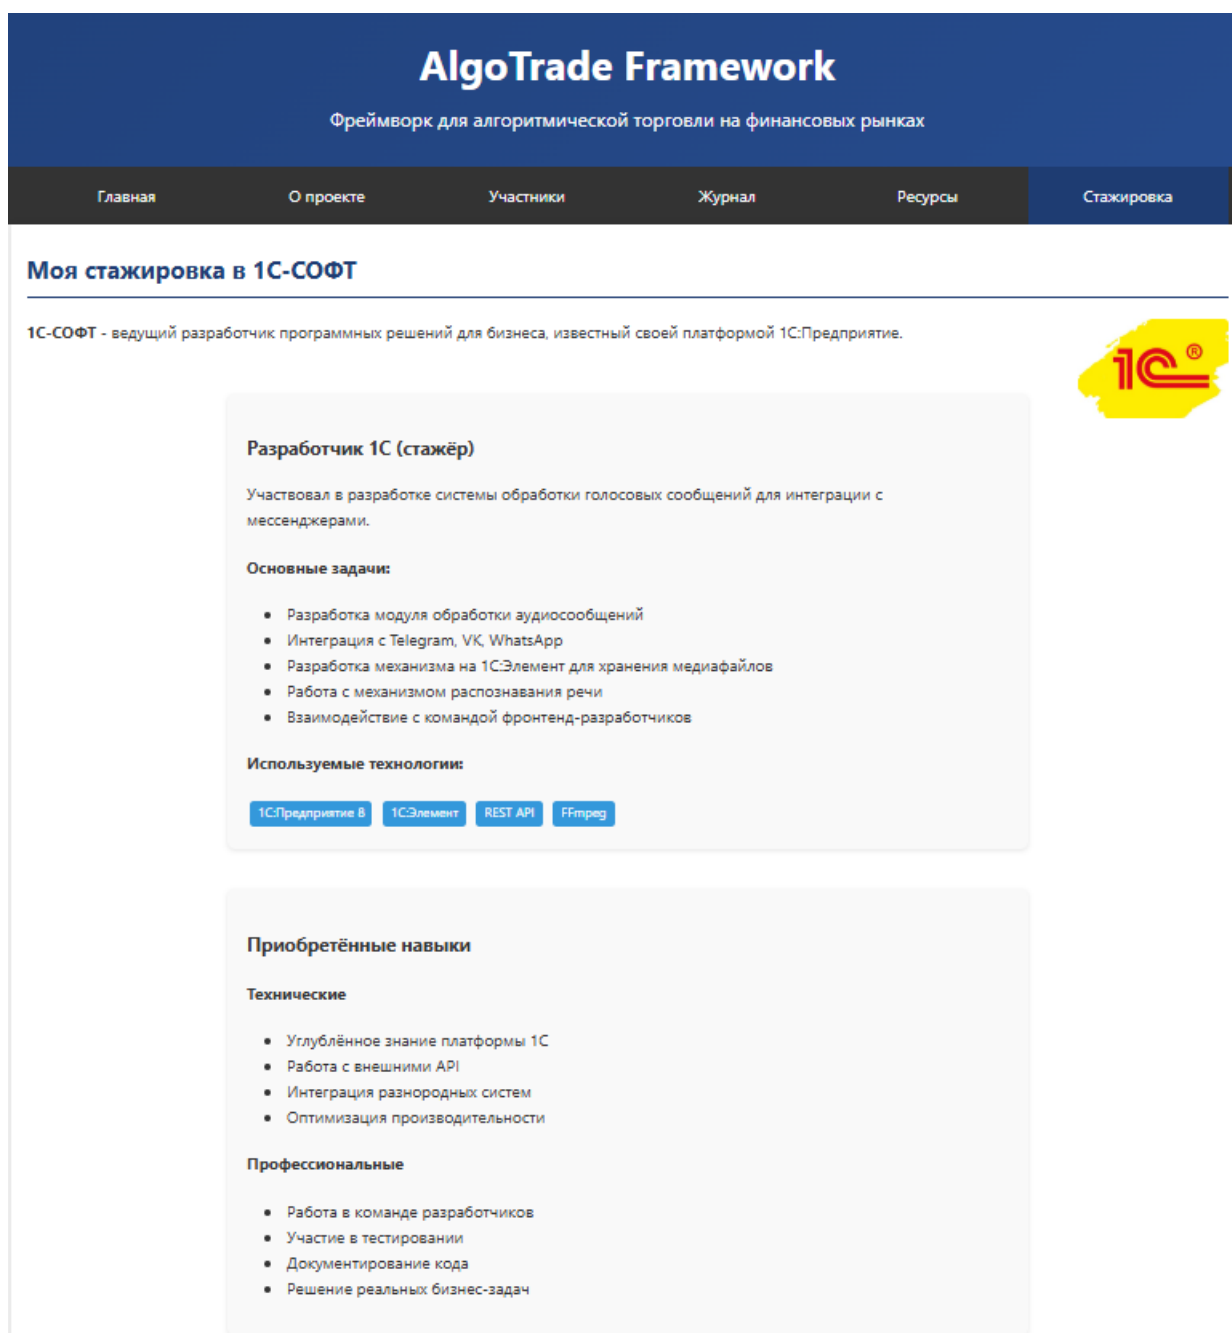 AlgoTrade Framework
Фреймворк для алгоритмической торговли на финансовых рынках
Главная О проекте Участники Журнал Ресурсы Стажировка
Моя стажировка в 1С-СОФТ
1С-СОФТ - ведущий разработчик программных решений для бизнеса, известный своей платформой 1С:Предприятие.
1С ®
Разработчик 1С (стажёр)
Участвовал в разработке системы обработки голосовых сообщений для интеграции с
мессенджерами.
Основные задачи:
• Разработка модуля обработки аудиосообщений
• Интеграция с Telegram, VK, WhatsApp
• Разработка механизма на 1С:Элемент для хранения медиафайлов
• Работа с механизмом распознавания речи
• Взаимодействие с командой фронтенд-разработчиков
Используемые технологии:
1С:Предприятие 8 1С:Элемент REST API FFmpeg
Приобретённые навыки
Технические
• Углублённое знание платформы 1С
• Работа с внешними API
• Интеграция разнородных систем
• Оптимизация производительности
Профессиональные
• Работа в команде разработчиков
• Участие в тестировании
• Документирование кода
• Решение реальных бизнес-задач